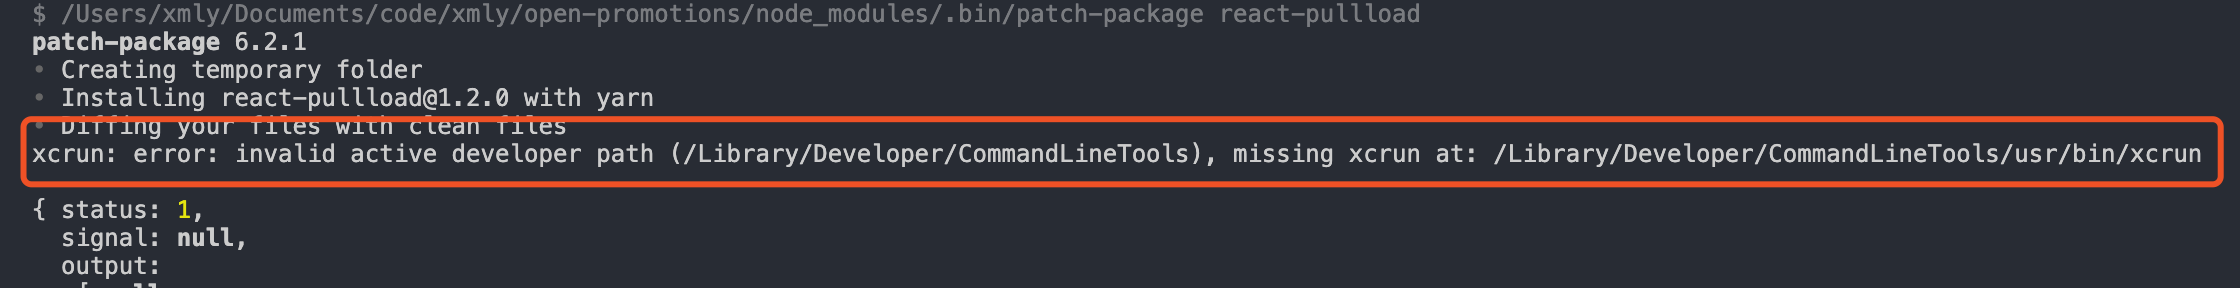 $ /Users/xmly/Documents/code/xmly/open-promotions/node_modules/.bin/patch-package react-pullload
patch-package 6.2.1
• Creating temporary folder
• Installing react-pullload@1.2.0 with yarn
• Diffing your files with clean files
xcrun: error: invalid active developer path (/Library/Developer/CommandLineTools), missing xcrun at: /Library/Developer/CommandLineTools/usr/bin/xcrun
{ status: 1,
signal: null,
output: